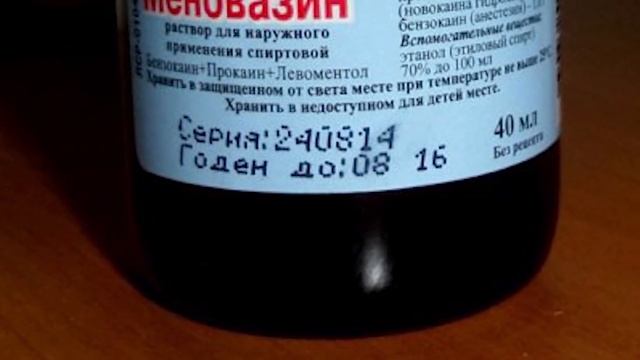 Меновазин
раствор для наружного
применения спиртовой
Бензокаин+Прокаин+Левоментол
(новокаина
бензокаин (анестезин)
Вспомогательные вещества:
этанол (этиловый спирт)
70% до 100 мл
Хранить в защищенном от света месте при температуре не выше 25°C.
Хранить в недоступном для детей месте.
Серия:240814
Годен до:08 16
40 мл
Без рецепта